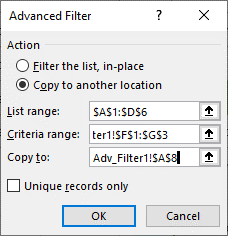 Advanced Filter
Action
Filter the list, in-place
Copy to another location
List range: $A$1:$D$6
Criteria range: ter1!$F$1:$G$3
Copy to: Adv_Filter1!$A$8
Unique records only
OK Cancel